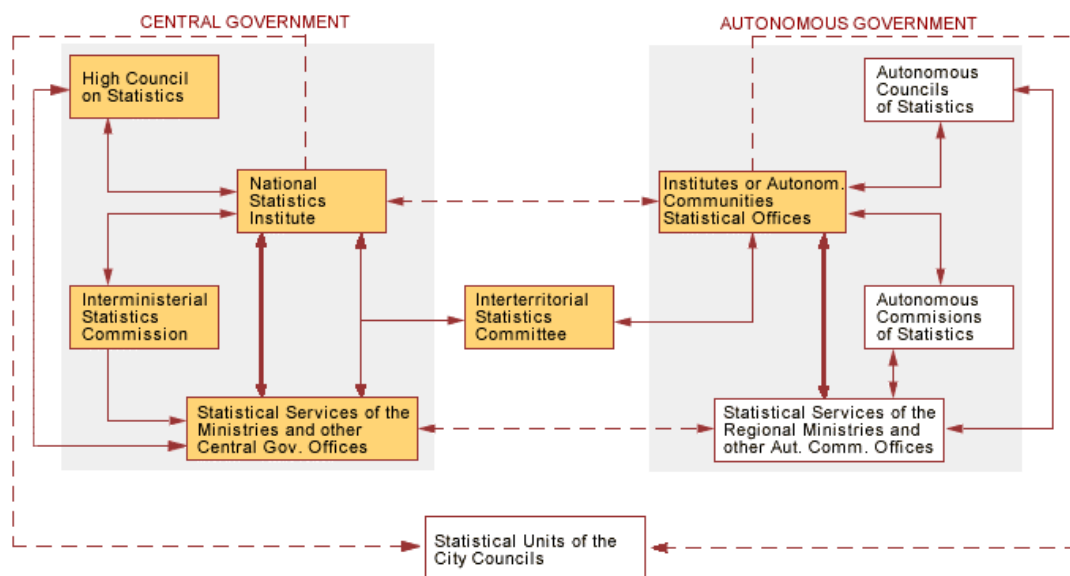 CENTRAL GOVERNMENT
AUTONOMOUS GOVERNMENT
High Council
on Statistics
Autonomous
Councils
of Statistics
National
Statistics
Institute
Institutes or Autonom.
Communities
Statistical Offices
Interministerial
Statistics
Commission
Interterritorial
Statistics
Committee
Autonomous
Commisions
of Statistics
Statistical Services of the
Ministries and other
Central Gov. Offices
Statistical Services of the
Regional Ministries and
other Aut. Comm. Offices
Statistical Units of the
City Councils